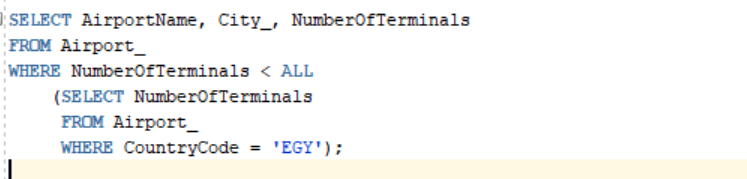 SELECT AirportName, City_, NumberOfTerminals
FROM Airport_
WHERE NumberOfTerminals < ALL
(SELECT NumberOfTerminals
FROM Airport_
WHERE CountryCode = 'EGY');